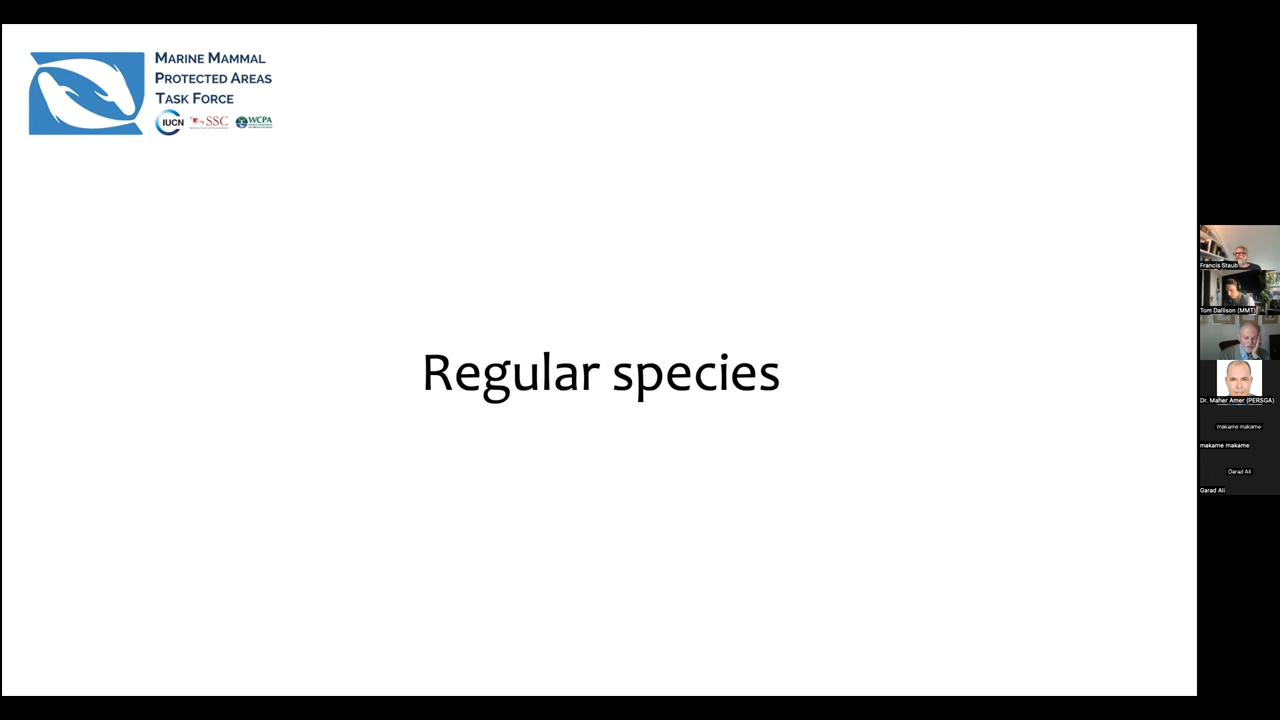 MARINE MAMMAL
PROTECTED AREAS
TASK FORCE
IUCN SSC WCPA
Regular species
Francis Staub
Tom Dallison (MMT)
Dr. Maher Amer (PERSGA)
makame makame
makame makame
Garad Ali
Garad Ali